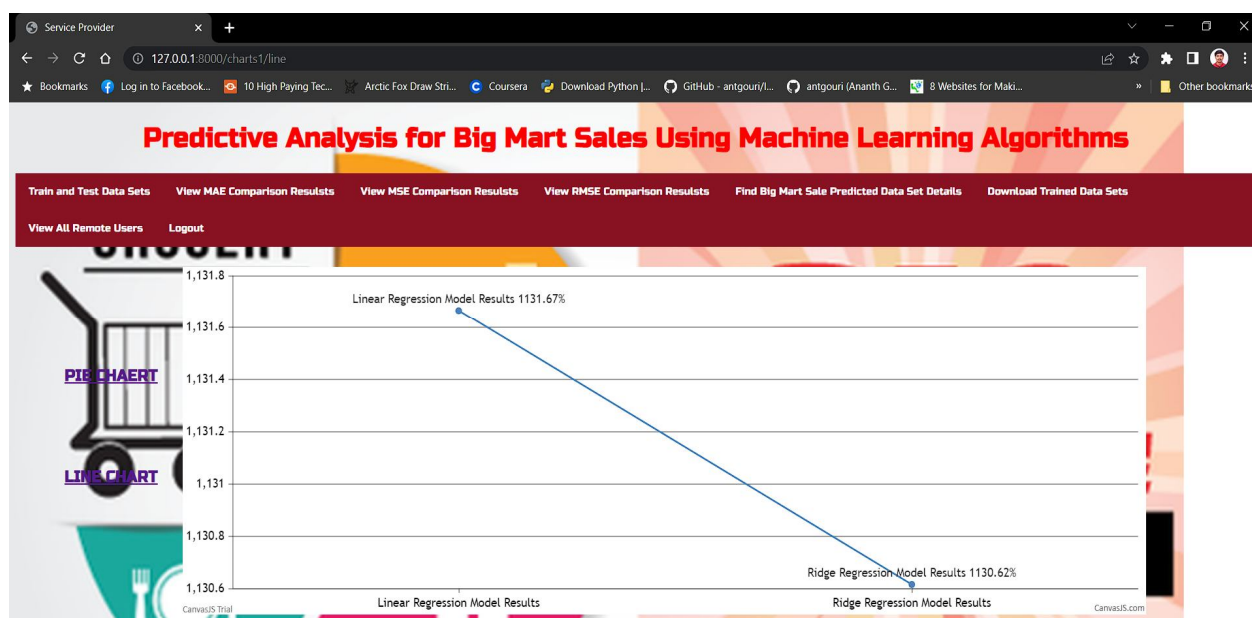 Service Provider
127.0.0.1:8000/charts1/line
Bookmarks Log in to Facebook... 10 High Paying Tec... Arctic Fox Draw Stri... Coursera Download Python |... GitHub - antgouri/l... antgouri (Ananth G... 8 Websites for Maki... » Other bookmarks
Predictive Analysis for Big Mart Sales Using Machine Learning Algorithms
Train and Test Data Sets View MAE Comparison Resulsts View MSE Comparison Resulsts View RMSE Comparison Resulsts Find Big Mart Sale Predicted Data Set Details Download Trained Data Sets
View All Remote Users Logout
1,131.8
Linear Regression Model Results 1131.67%
1,131.6
PIE CHAERT
1,131.4
1,131.2
LINE CHART
1,131
1,130.8
Ridge Regression Model Results 1130.62%
1,130.6
Linear Regression Model Results Ridge Regression Model Results
CanvasJS Trial CanvasJS.com